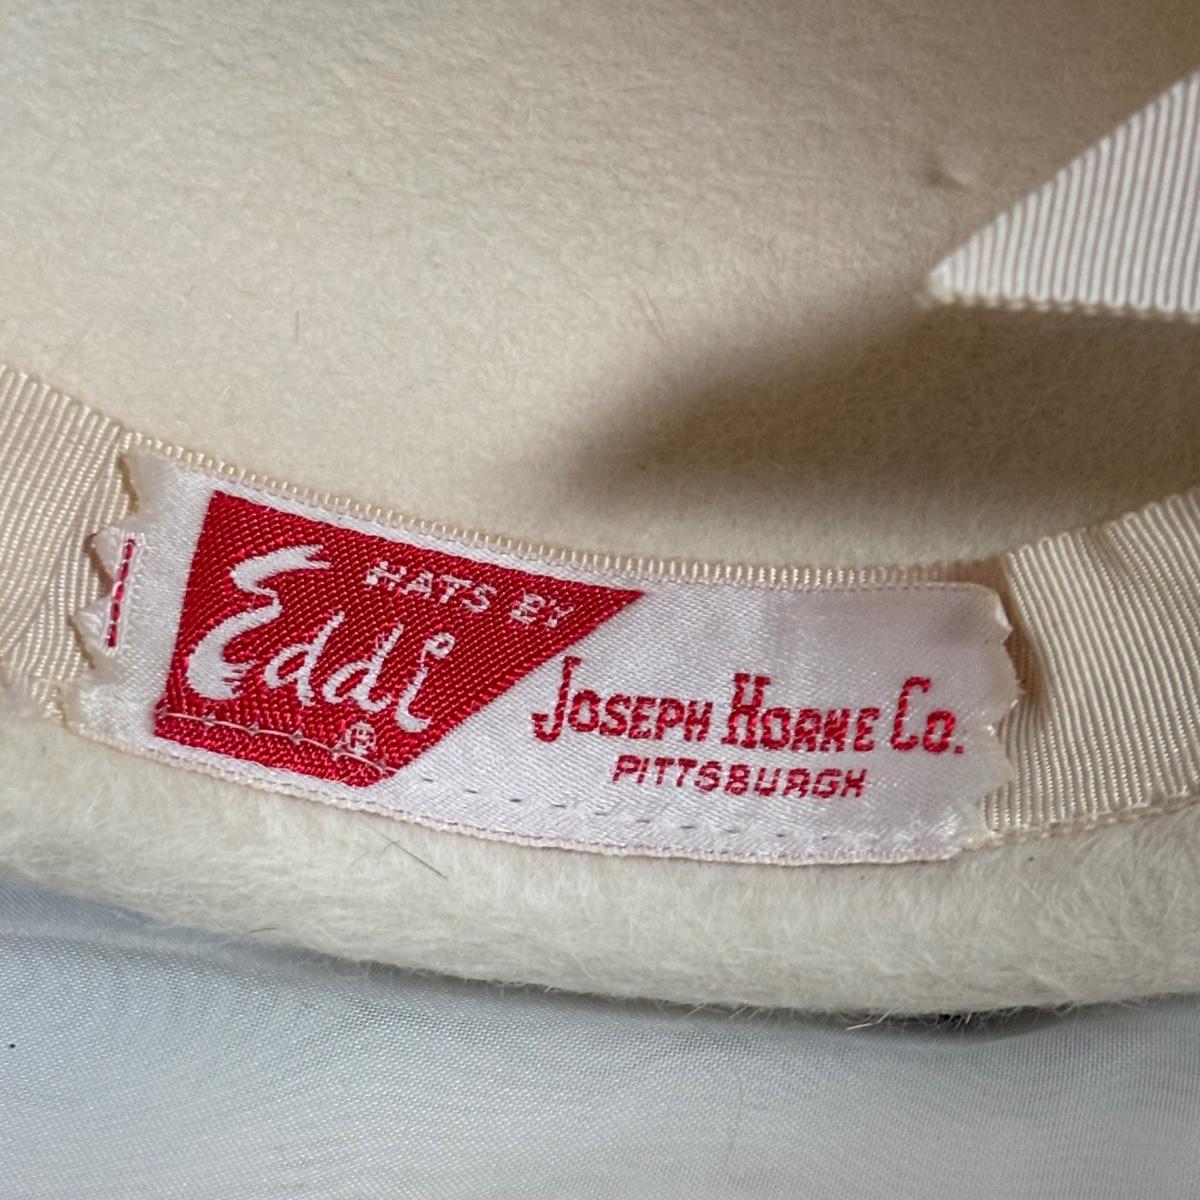 HATS BY
Eddi
®
JOSEPH HORNE CO.
PITTSBURGH